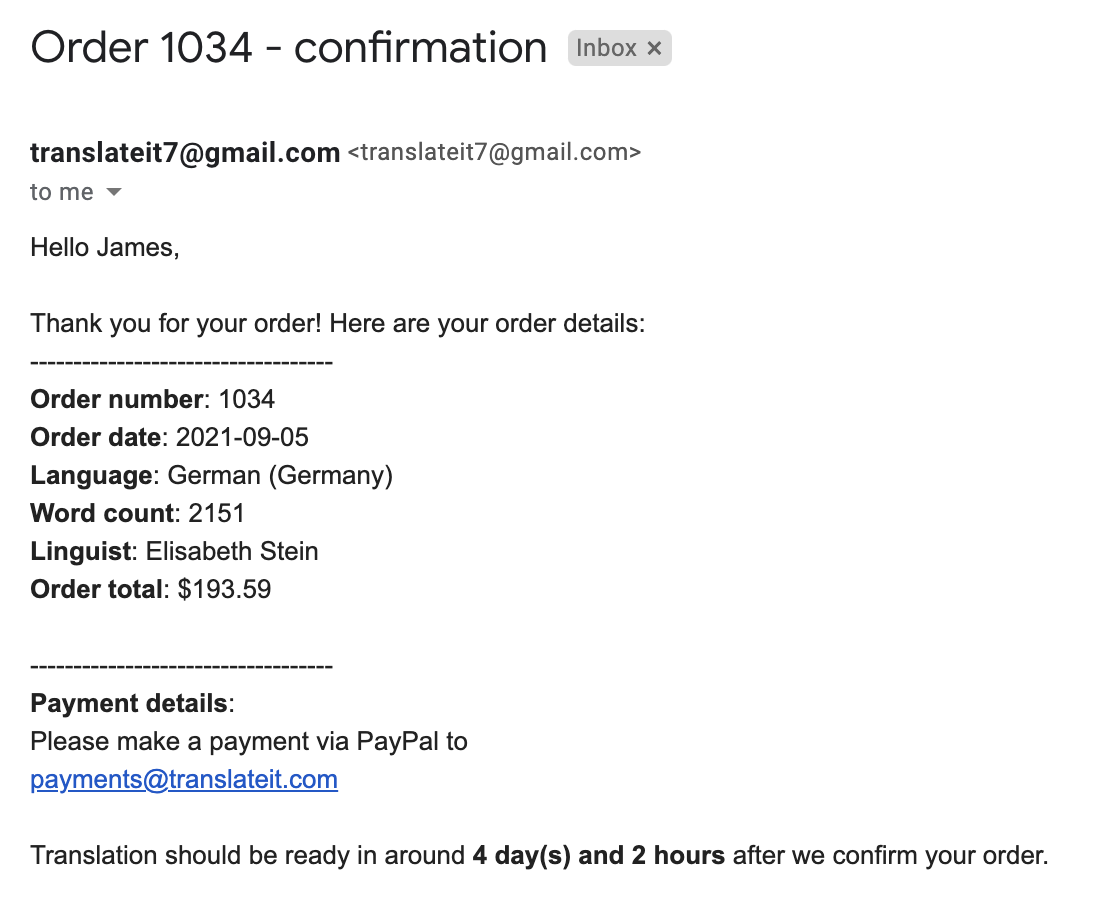 Order 1034 - confirmation Inbox ×
translateit7@gmail.com <translateit7@gmail.com>
to me
Hello James,
Thank you for your order! Here are your order details:
-----------------------------------
Order number: 1034
Order date: 2021-09-05
Language: German (Germany)
Word count: 2151
Linguist: Elisabeth Stein
Order total: $193.59
-----------------------------------
Payment details:
Please make a payment via PayPal to
payments@translateit.com
Translation should be ready in around 4 day(s) and 2 hours after we confirm your order.